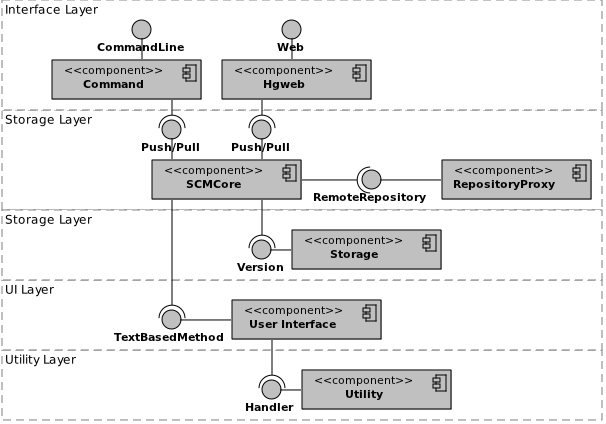 Interface Layer
CommandLine
Web
<<component>>
Command
<<component>>
Hgweb
Storage Layer
Push/Pull
Push/Pull
<<component>>
SCMCore
RemoteRepository
<<component>>
RepositoryProxy
Storage Layer
Version
<<component>>
Storage
UI Layer
TextBasedMethod
<<component>>
User Interface
Utility Layer
Handler
<<component>>
Utility